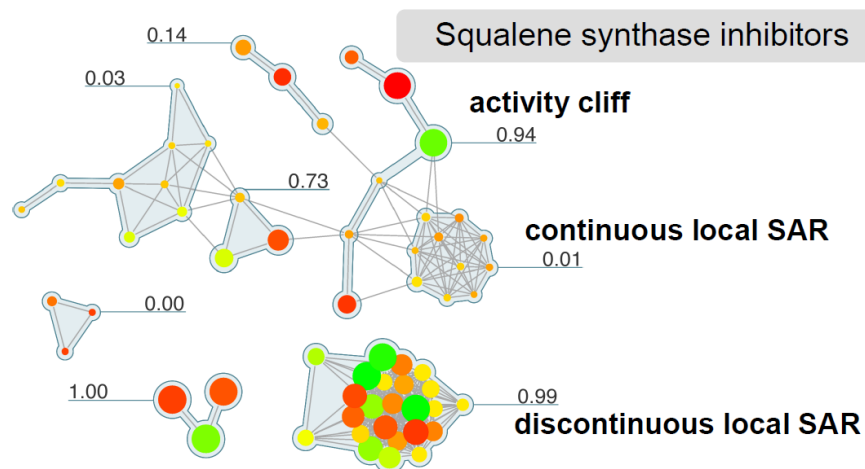 Squalene synthase inhibitors
0.14
0.03
activity cliff
0.94
0.73
continuous local SAR
0.01
0.00
1.00
0.99
discontinuous local SAR